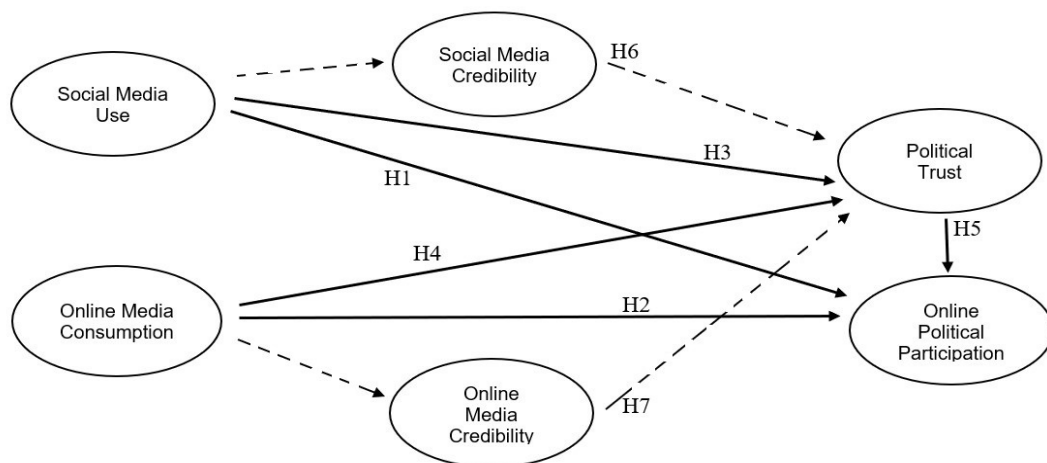 Social Media
Credibility
H6
Social Media
Use
H3
Political
Trust
H1
H5
H4
Online Media
Consumption
H2
Online
Political
Participation
Online
Media
Credibility
H7